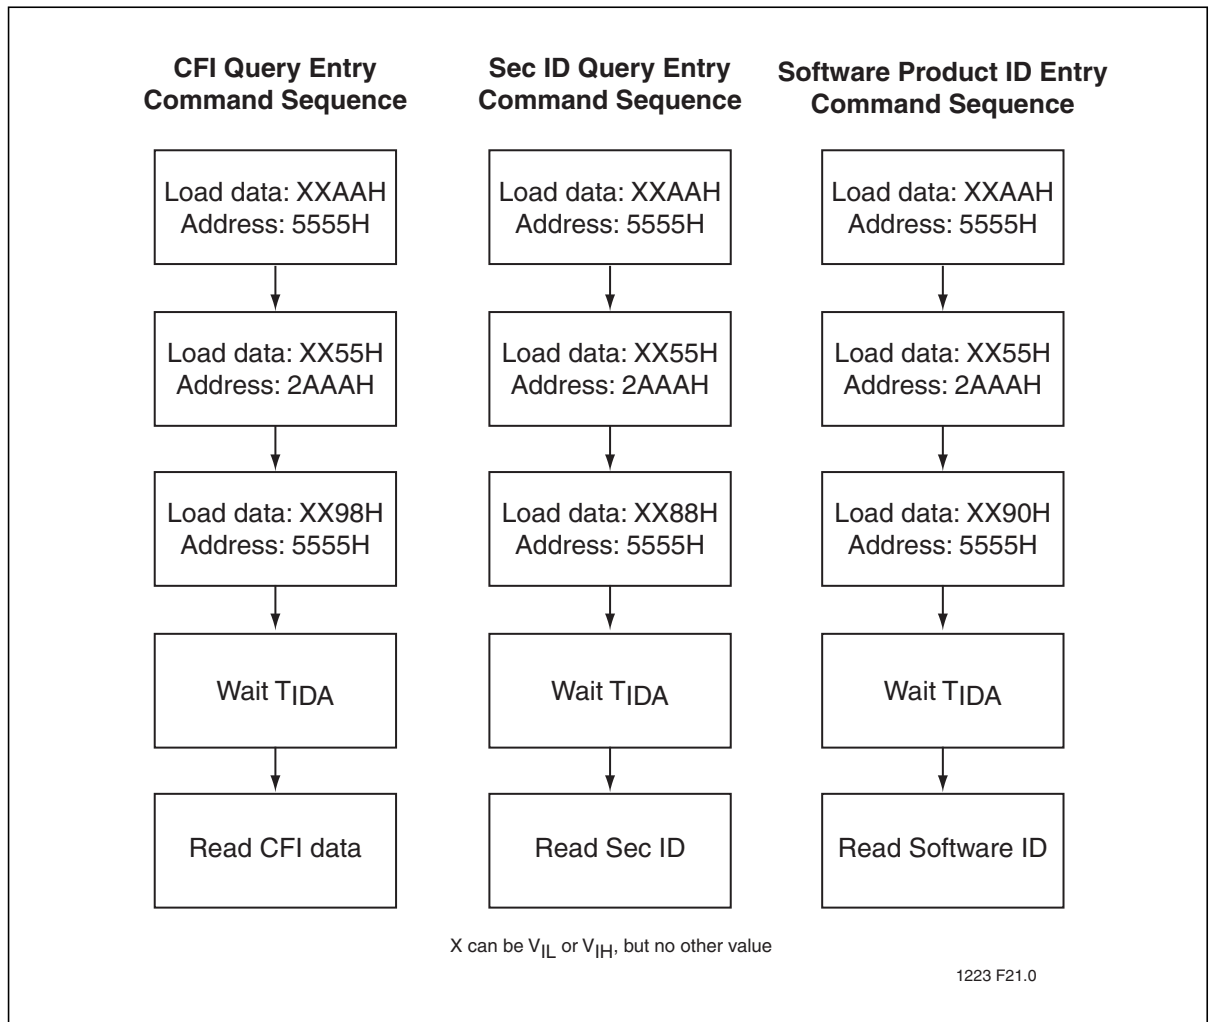 CFI Query Entry
Command Sequence
Load data: XXAAH
Address: 5555H
Load data: XX55H
Address: 2AAAH
Load data: XX98H
Address: 5555H
Wait TIDA
Read CFI data
Sec ID Query Entry
Command Sequence
Load data: XXAAH
Address: 5555H
Load data: XX55H
Address: 2AAAH
Load data: XX88H
Address: 5555H
Wait TIDA
Read Sec ID
Software Product ID Entry
Command Sequence
Load data: XXAAH
Address: 5555H
Load data: XX55H
Address: 2AAAH
Load data: XX90H
Address: 5555H
Wait TIDA
Read Software ID
X can be VIL or VIH, but no other value
1223 F21.0